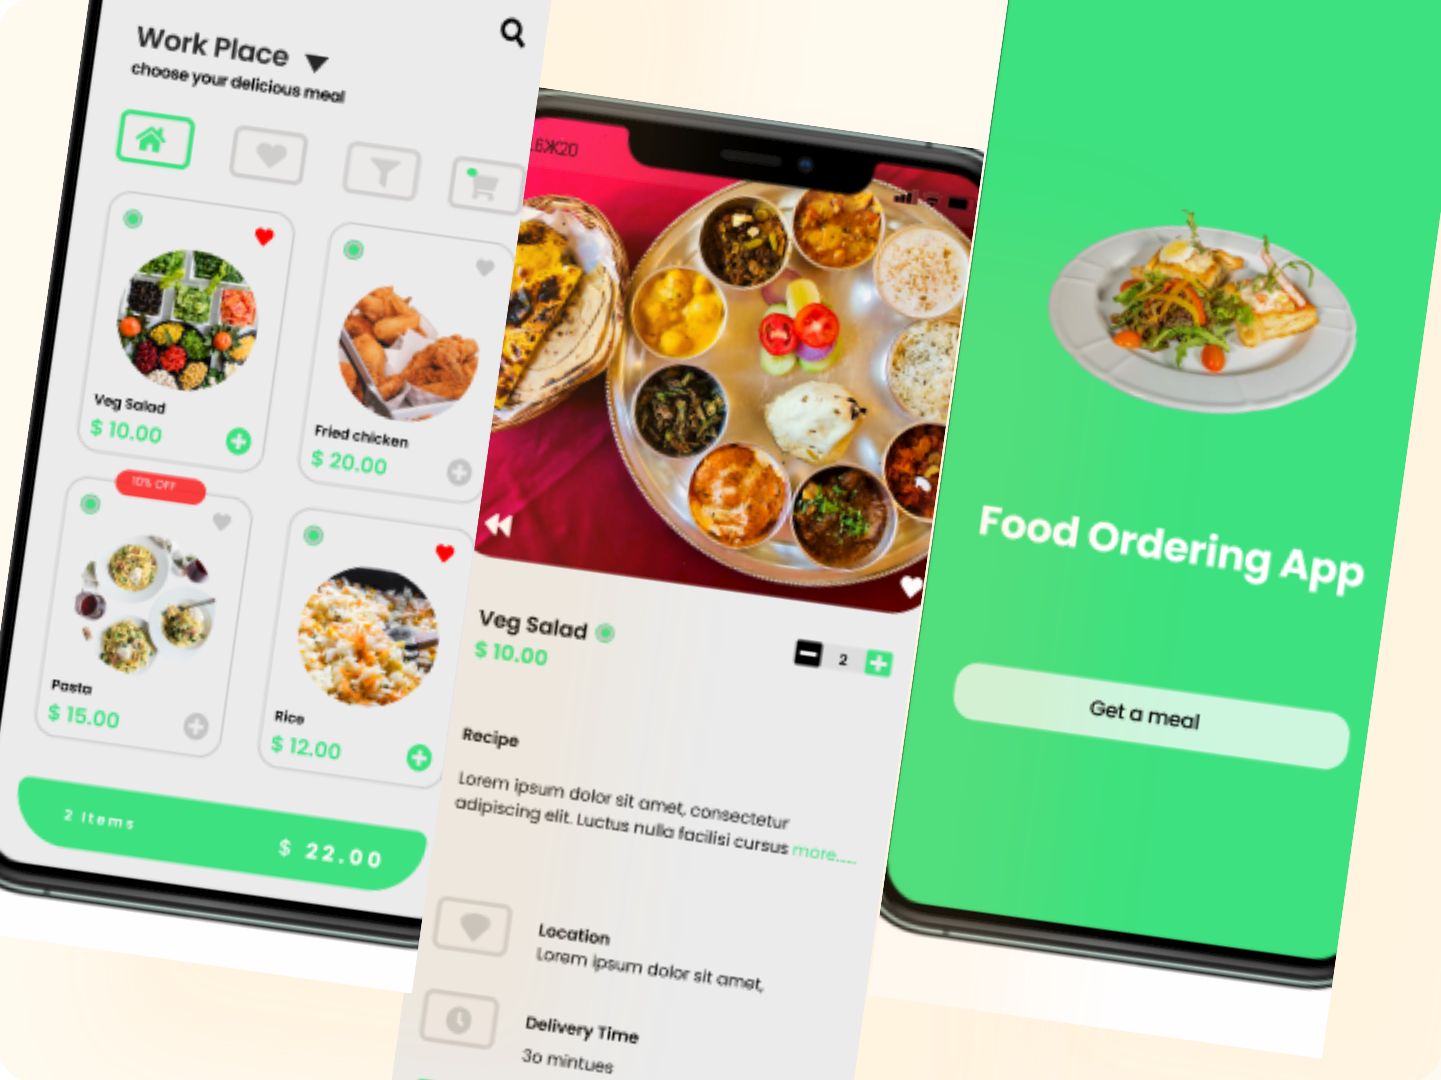 Work Place
choose your delicious meal
Veg Salad
$ 10.00
Fried chicken
$ 20.00
10% OFF
Pasta
$ 15.00
Rice
$ 12.00
2 Items
$ 22.00
Veg Salad
$ 10.00
2
Recipe
Lorem ipsum dolor sit amet, consectetur
adipiscing elit. Luctus nulla facilisi cursus more.....
Location
Lorem ipsum dolor sit amet,
Delivery Time
3o mintues
Food Ordering App
Get a meal